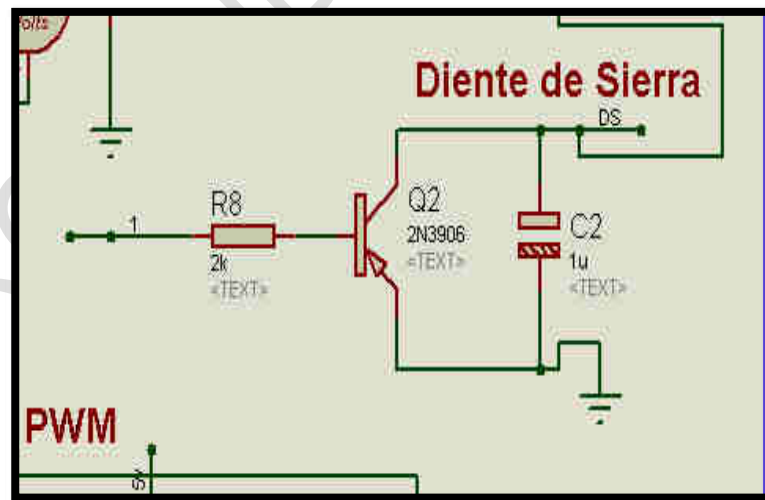 olts
Diente de Sierra
DS
1
R8
2k
<TEXT>
Q2
2N3906
<TEXT>
C2
1u
<TEXT>
PWM